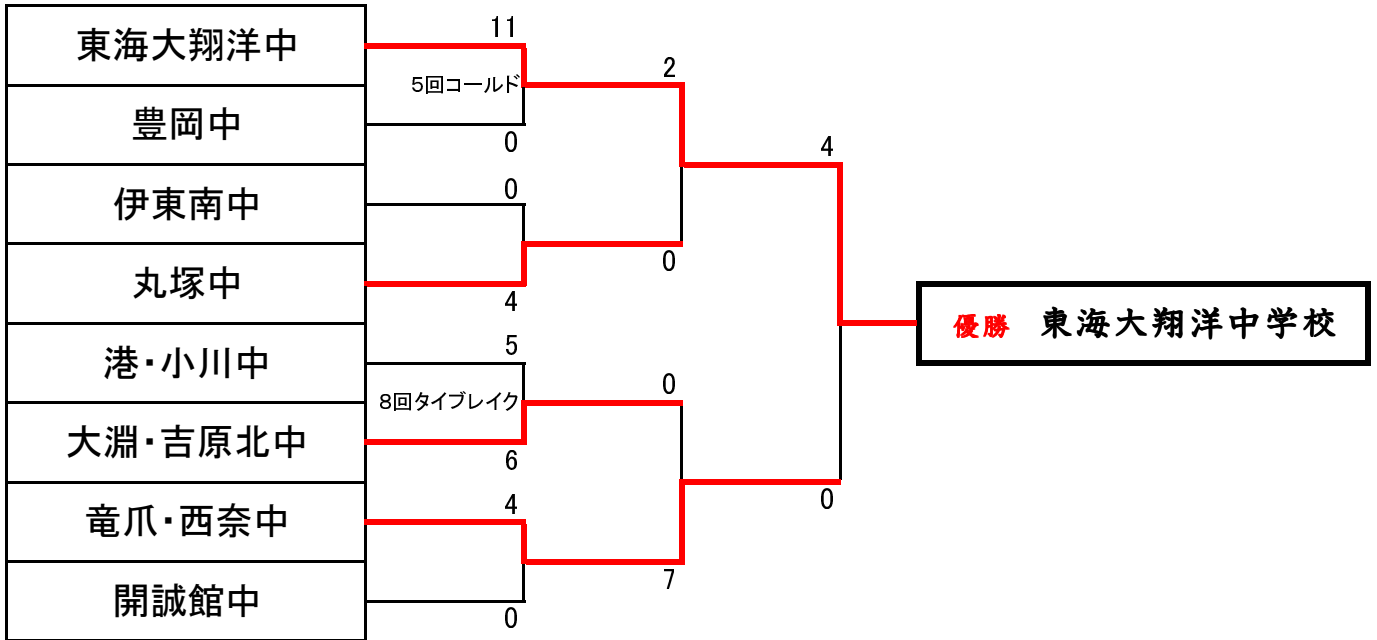 東海大翔洋中
11
5回コールド
豊岡中
0
2
伊東南中
0
丸塚中
4
0
4
港・小川中
5
8回タイブレイク
大淵・吉原北中
6
0
竜爪・西奈中
4
開誠館中
0
7
0
優勝 東海大翔洋中学校